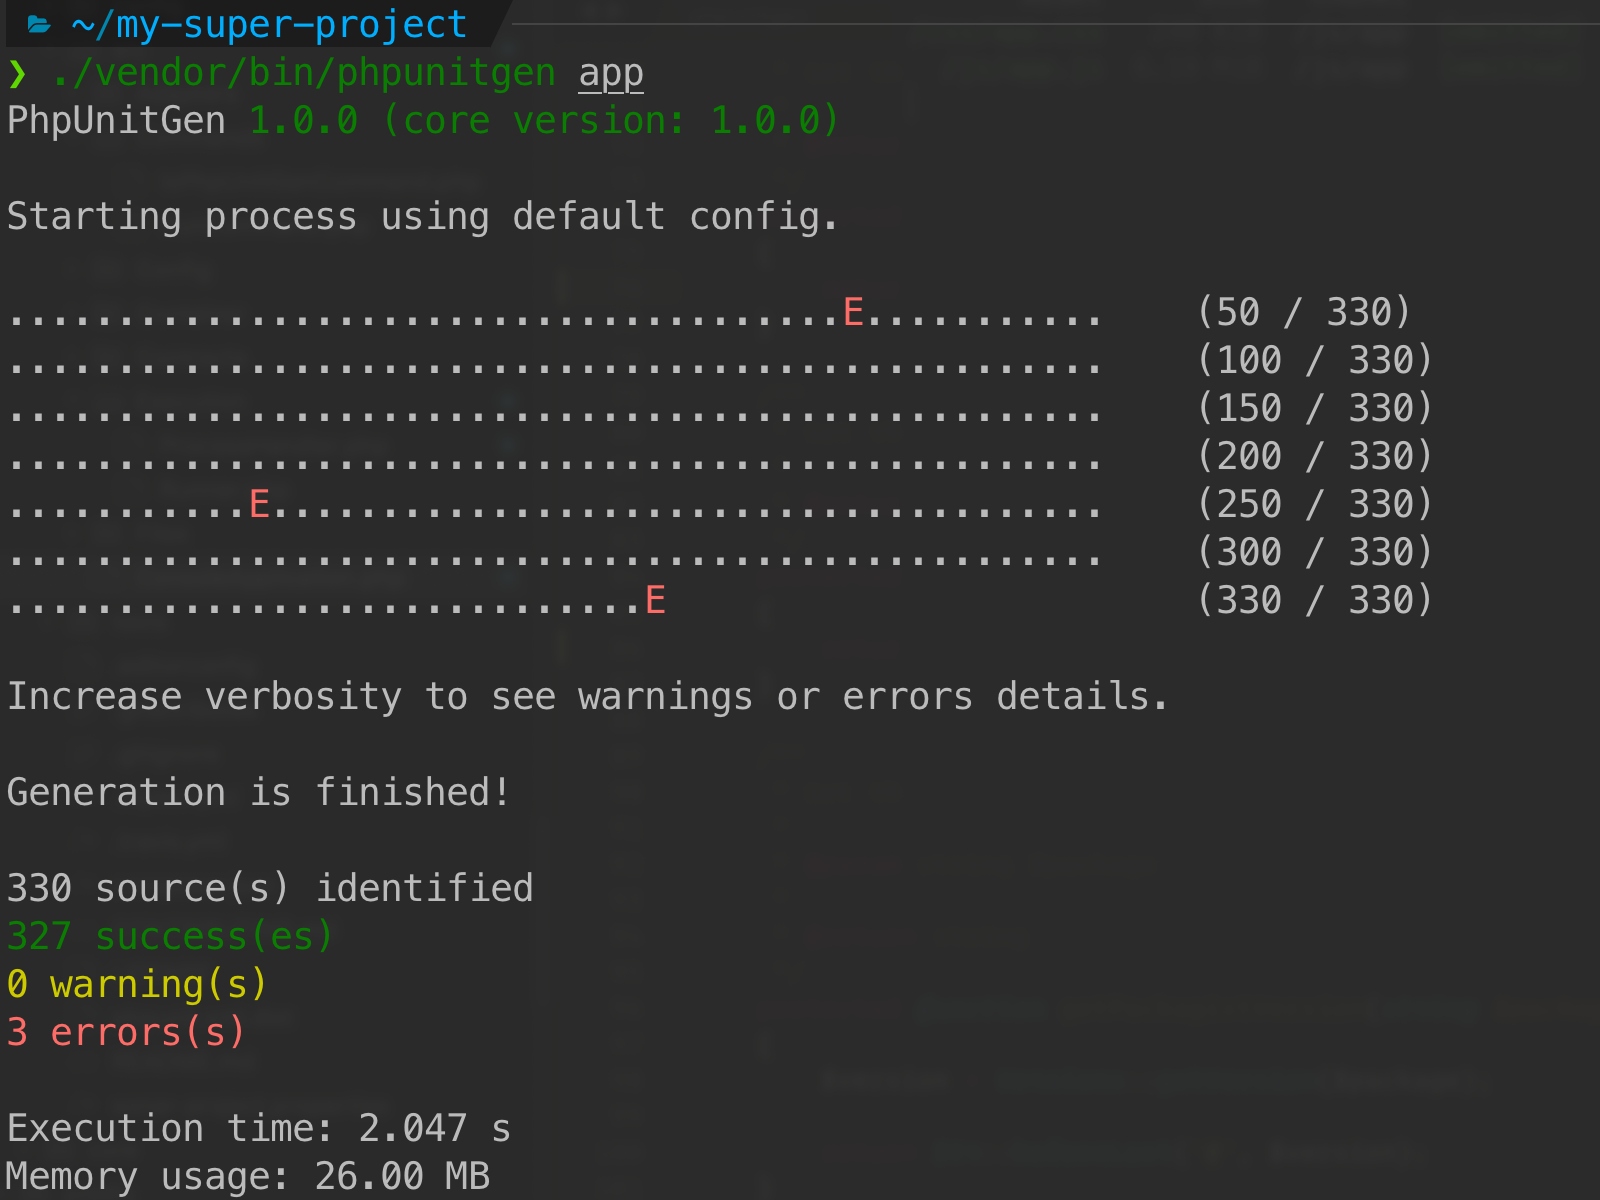 ~/my-super-project
❯ ./vendor/bin/phpunitgen app
PhpUnitGen 1.0.0 (core version: 1.0.0)
Starting process using default config.
......................................E...........    (50 / 330)
..................................................    (100 / 330)
..................................................    (150 / 330)
..................................................    (200 / 330)
...........E......................................    (250 / 330)
..................................................    (300 / 330)
.............................E                        (330 / 330)
Increase verbosity to see warnings or errors details.
Generation is finished!
330 source(s) identified
327 success(es)
0 warning(s)
3 errors(s)
Execution time: 2.047 s
Memory usage: 26.00 MB